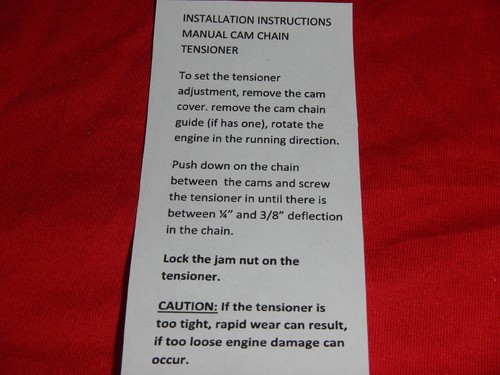 INSTALLATION INSTRUCTIONS
MANUAL CAM CHAIN
TENSIONER
To set the tensioner
adjustment, remove the cam
cover. remove the cam chain
guide (if has one), rotate the
engine in the running direction.
Push down on the chain
between the cams and screw
the tensioner in until there is
between ¼” and 3/8” deflection
in the chain.
Lock the jam nut on the
tensioner.
CAUTION: If the tensioner is
too tight, rapid wear can result,
if too loose engine damage can
occur.